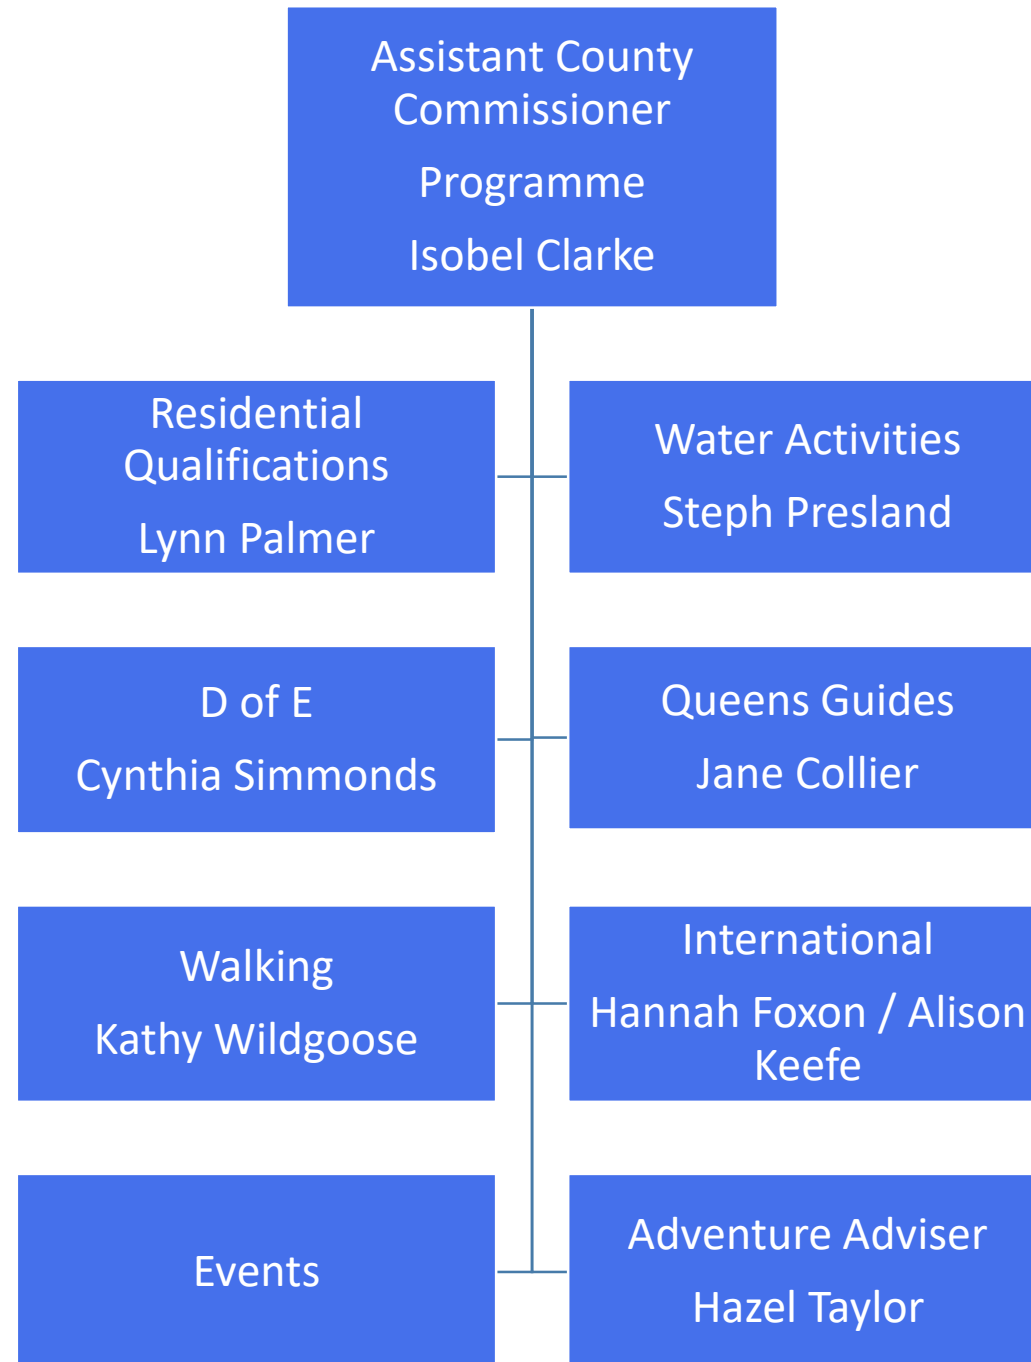 Assistant County
Commissioner
Programme
Isobel Clarke
Residential
Qualifications
Lynn Palmer
Water Activities
Steph Presland
D of E
Cynthia Simmonds
Queens Guides
Jane Collier
Walking
Kathy Wildgoose
International
Hannah Foxon / Alison
Keefe
Events
Adventure Adviser
Hazel Taylor